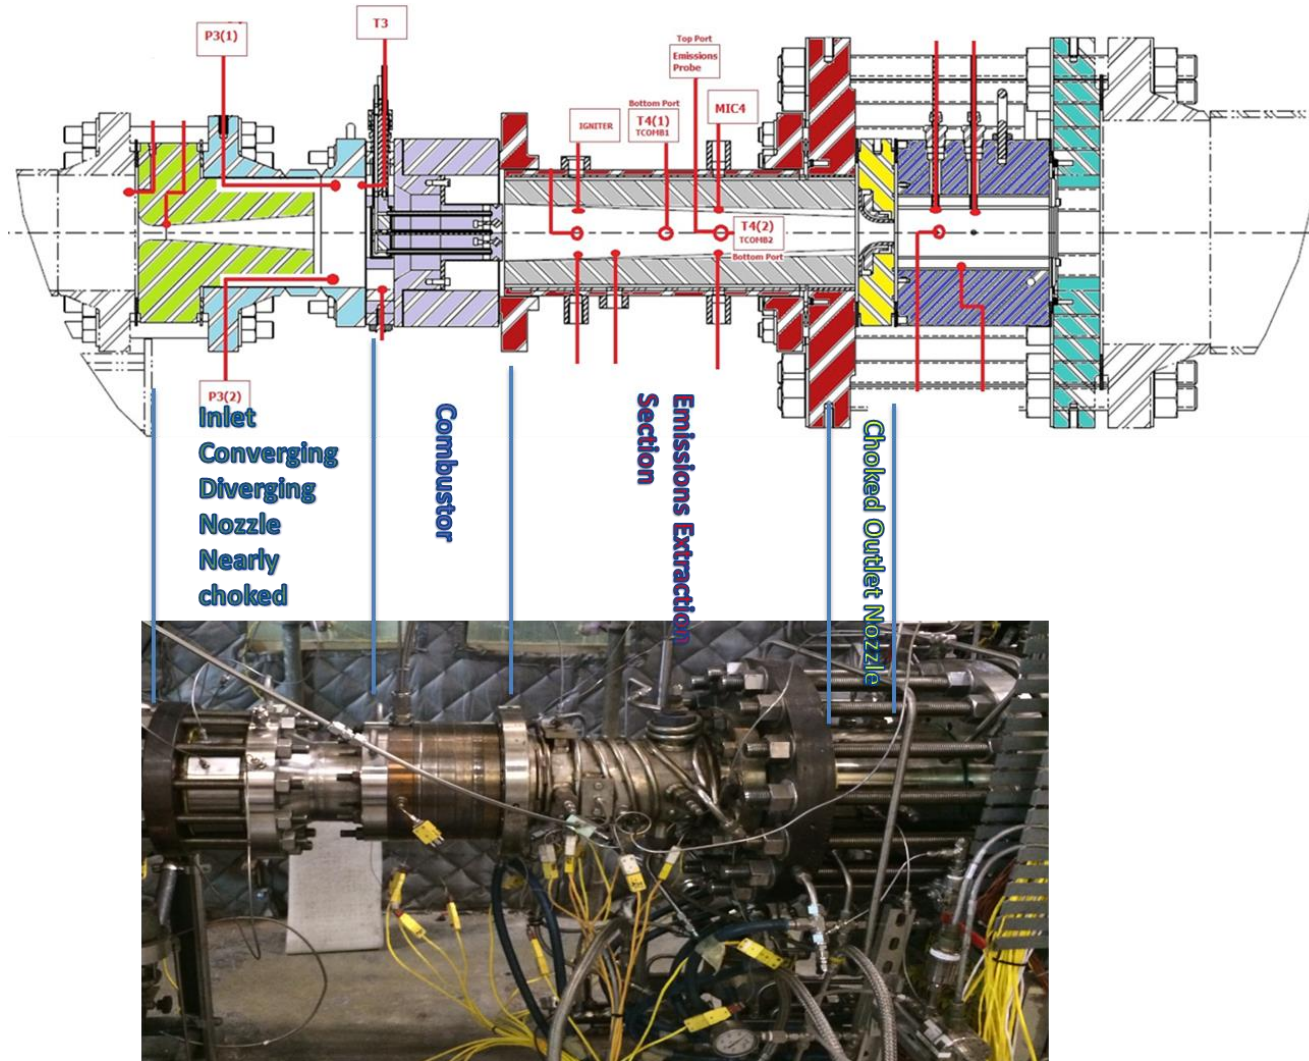 P3(1)
T3
Top Port
Emissions
Probe
Bottom Port
T4(1)
TCOMB1
IGNITER
MIC4
T4(2)
TCOMB2
Bottom Port
P3(2)
Inlet
Converging
Diverging
Nozzle
Nearly
choked
Combustor
Emissions Extraction
Section
Choked Outlet Nozzle